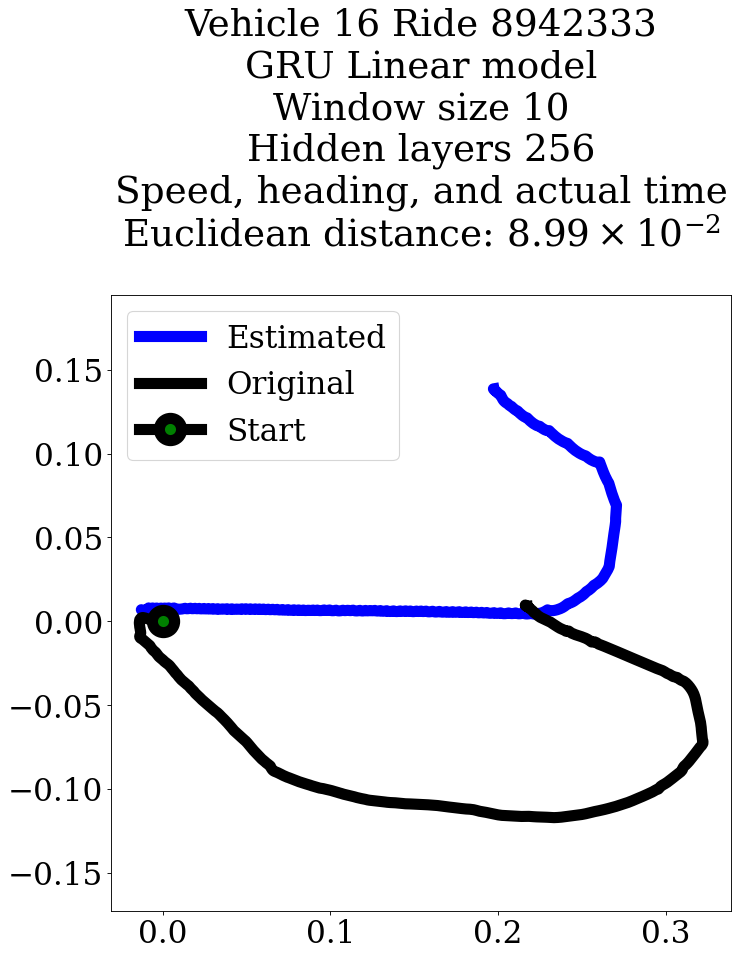 Vehicle 16 Ride 8942333
GRU Linear model
Window size 10
Hidden layers 256
Speed, heading, and actual time
Euclidean distance: 8.99 × 10⁻²
Estimated
Original
Start
0.15
0.10
0.05
0.00
−0.05
−0.10
−0.15
0.0 0.1 0.2 0.3